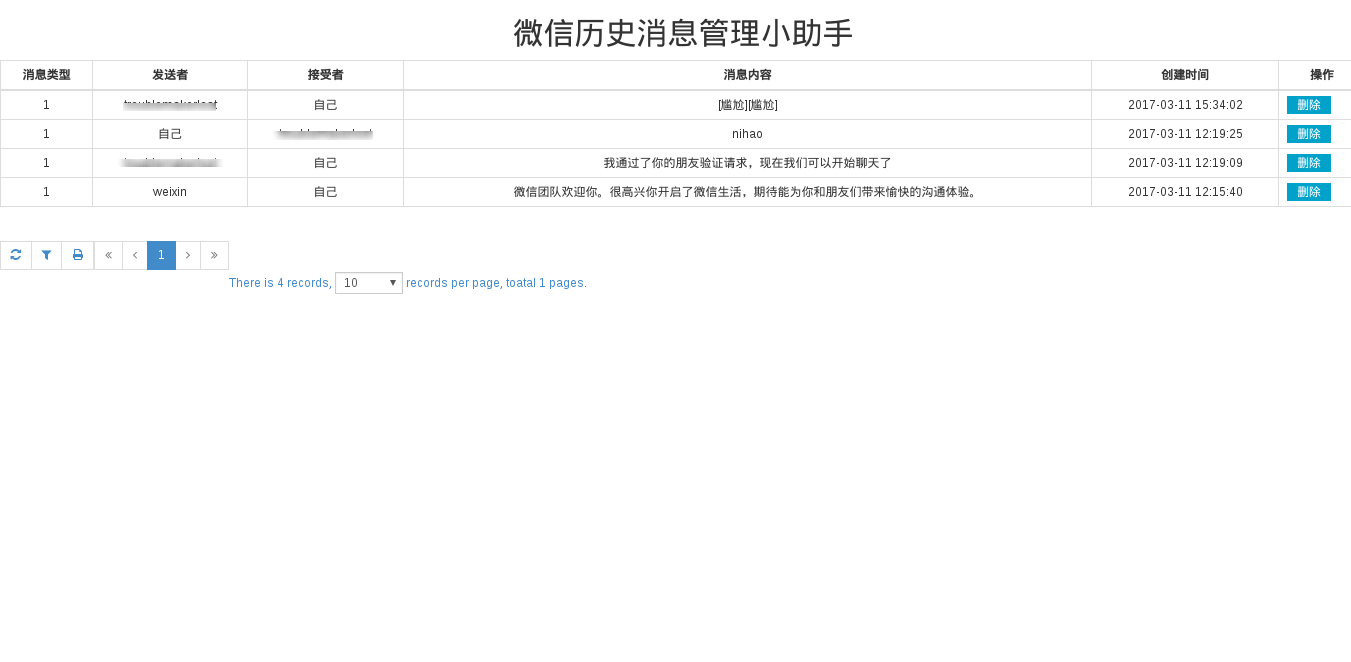 微信历史消息管理小助手
消息类型 发送者 接受者 消息内容 创建时间 操作
1 自己 [尴尬][尴尬] 2017-03-11 15:34:02 删除
1 自己 nihao 2017-03-11 12:19:25 删除
1 自己 我通过了你的朋友验证请求，现在我们可以开始聊天了 2017-03-11 12:19:09 删除
1 weixin 自己 微信团队欢迎你。很高兴你开启了微信生活，期待能为你和朋友们带来愉快的沟通体验。 2017-03-11 12:15:40 删除
« ‹ 1 › »
There is 4 records, 10 records per page, toatal 1 pages.